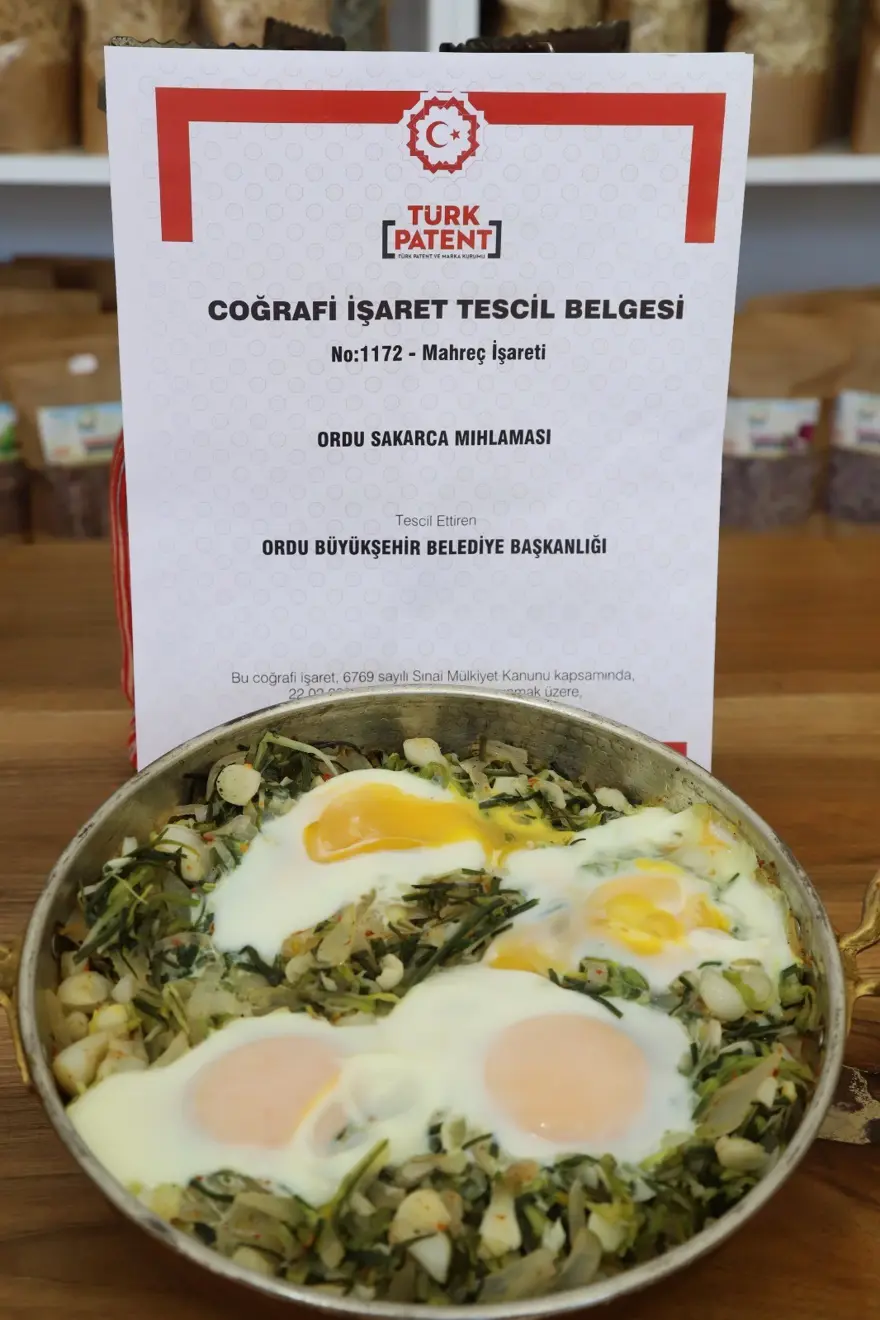 TÜRK
PATENT
TÜRK PATENT VE MARKA KURUMU
COĞRAFİ İŞARET TESCİL BELGESİ
No:1172 - Mahreç İşareti
ORDU SAKARCA MIHLAMASI
Tescil Ettiren
ORDU BÜYÜKŞEHİR BELEDİYE BAŞKANLIĞI
Bu coğrafi işaret, 6769 sayılı Sınai Mülkiyet Kanunu kapsamında,
üzere,